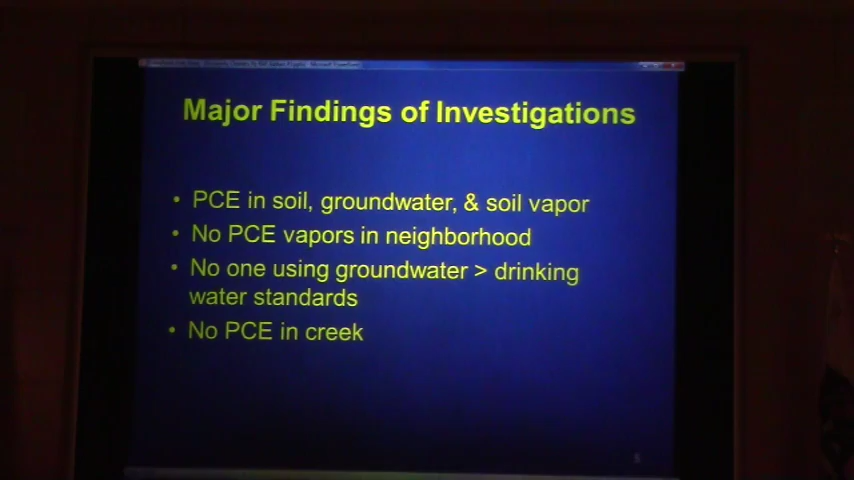 Major Findings of Investigations
• PCE in soil, groundwater, & soil vapor
• No PCE vapors in neighborhood
• No one using groundwater > drinking
water standards
• No PCE in creek
5